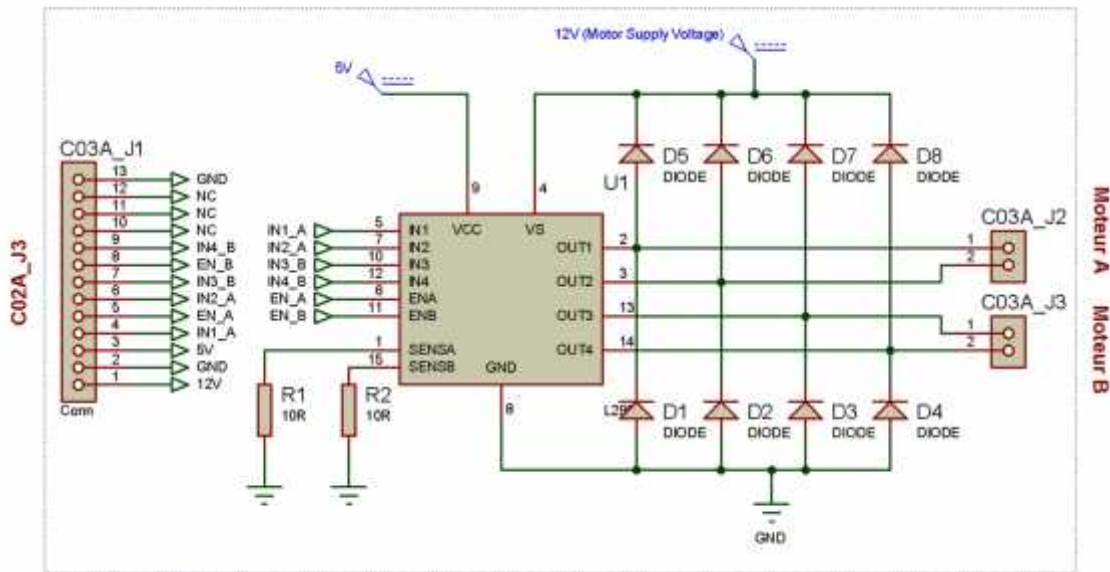 12V (Motor Supply Voltage)
5V
C03A_J1
13 GND
12 NC
11 NC
10 NC
9 IN4_B
8 EN_B
7 IN3_B
6 IN2_A
5 EN_A
4 IN1_A
3 5V
2 GND
1 12V
Conn
C02A_J3
IN1_A 5 IN1
IN2_A 7 IN2
IN3_B 10 IN3
IN4_B 12 IN4
EN_A 6 ENA
EN_B 11 ENB
1 SENSA
15 SENSB
9 VCC
4 VS
U1
OUT1 2
OUT2 3
OUT3 13
OUT4 14
GND 8
R1
10R
R2
10R
D5
DIODE
D6
DIODE
D7
DIODE
D8
DIODE
D1
DIODE
D2
DIODE
D3
DIODE
D4
DIODE
GND
C03A_J2
1
2
C03A_J3
1
2
Moteur A
Moteur B